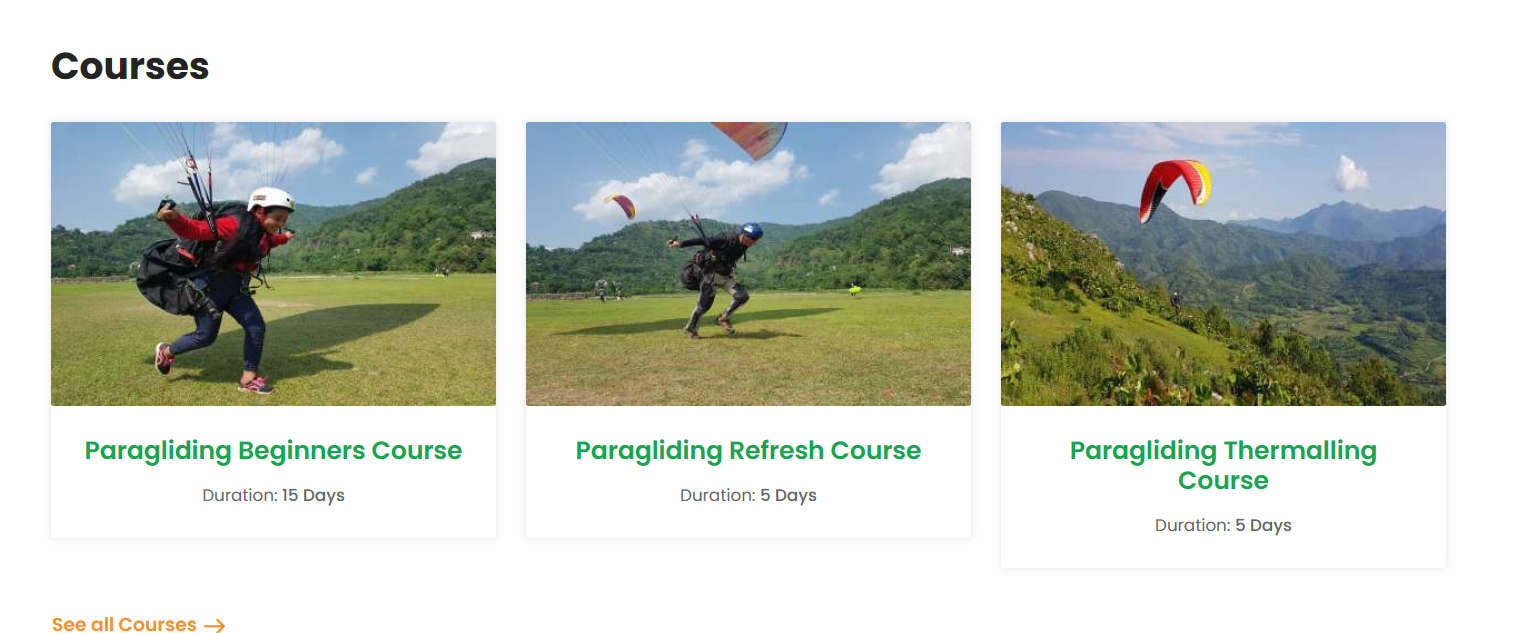 Courses
Paragliding Beginners Course
Duration: 15 Days
Paragliding Refresh Course
Duration: 5 Days
Paragliding Thermalling
Course
Duration: 5 Days
See all Courses →